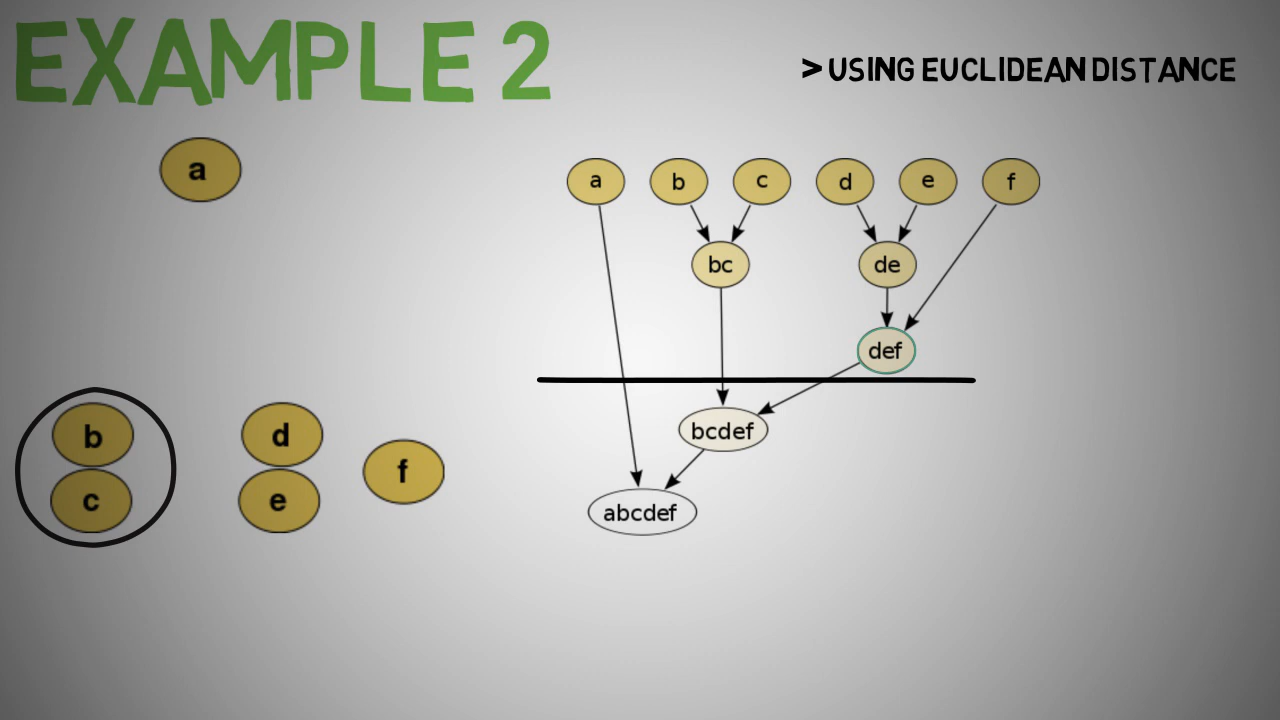 EXAMPLE 2
> USING EUCLIDEAN DISTANCE
a
b
d
f
c
e
a b c d e f
bc de
def
bcdef
abcdef